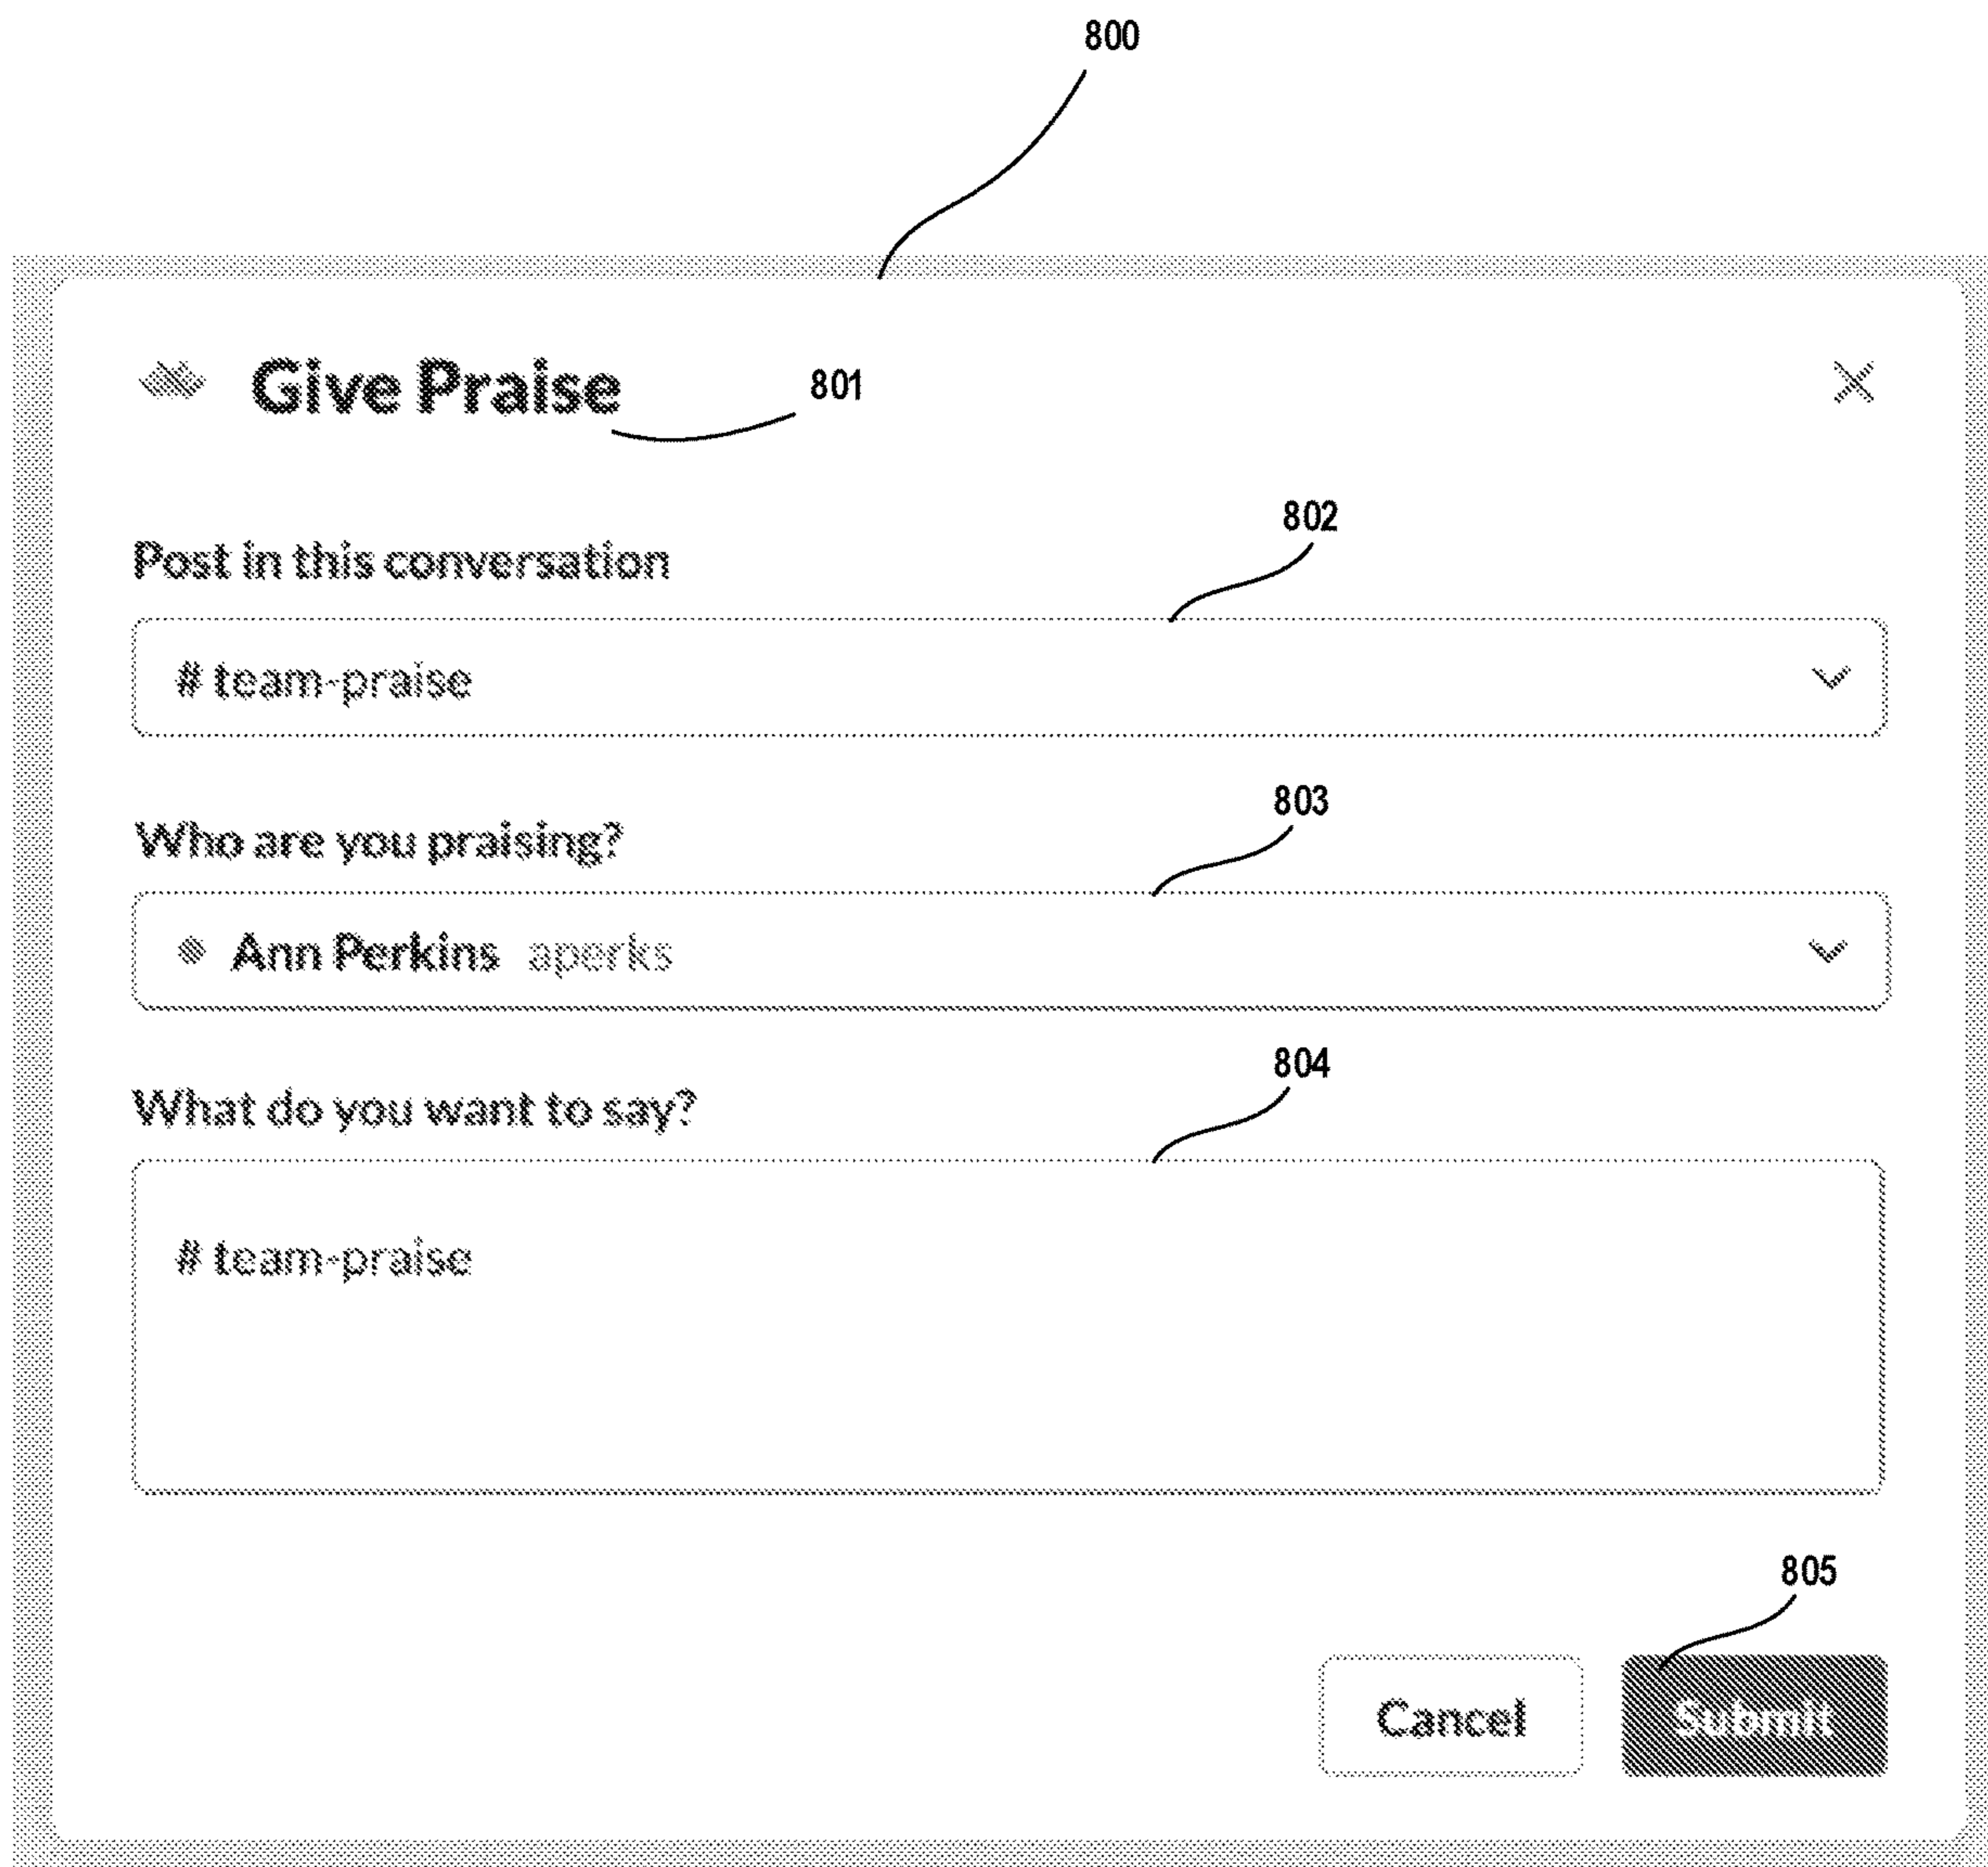 800
Give Praise
801
802
Post in this conversation
# team-praise
803
Who are you praising?
Ann Perkins aperks
804
What do you want to say?
# team-praise
805
Cancel Submit